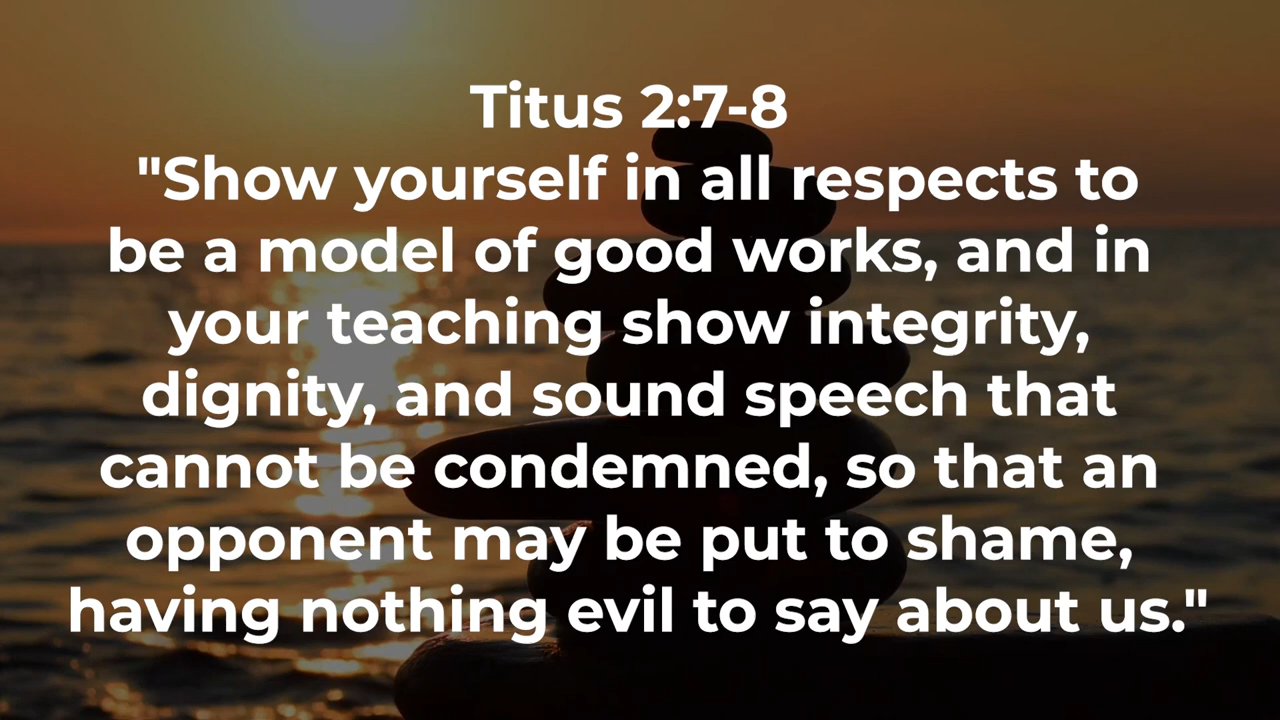 Titus 2:7-8
"Show yourself in all respects to
be a model of good works, and in
your teaching show integrity,
dignity, and sound speech that
cannot be condemned, so that an
opponent may be put to shame,
having nothing evil to say about us."